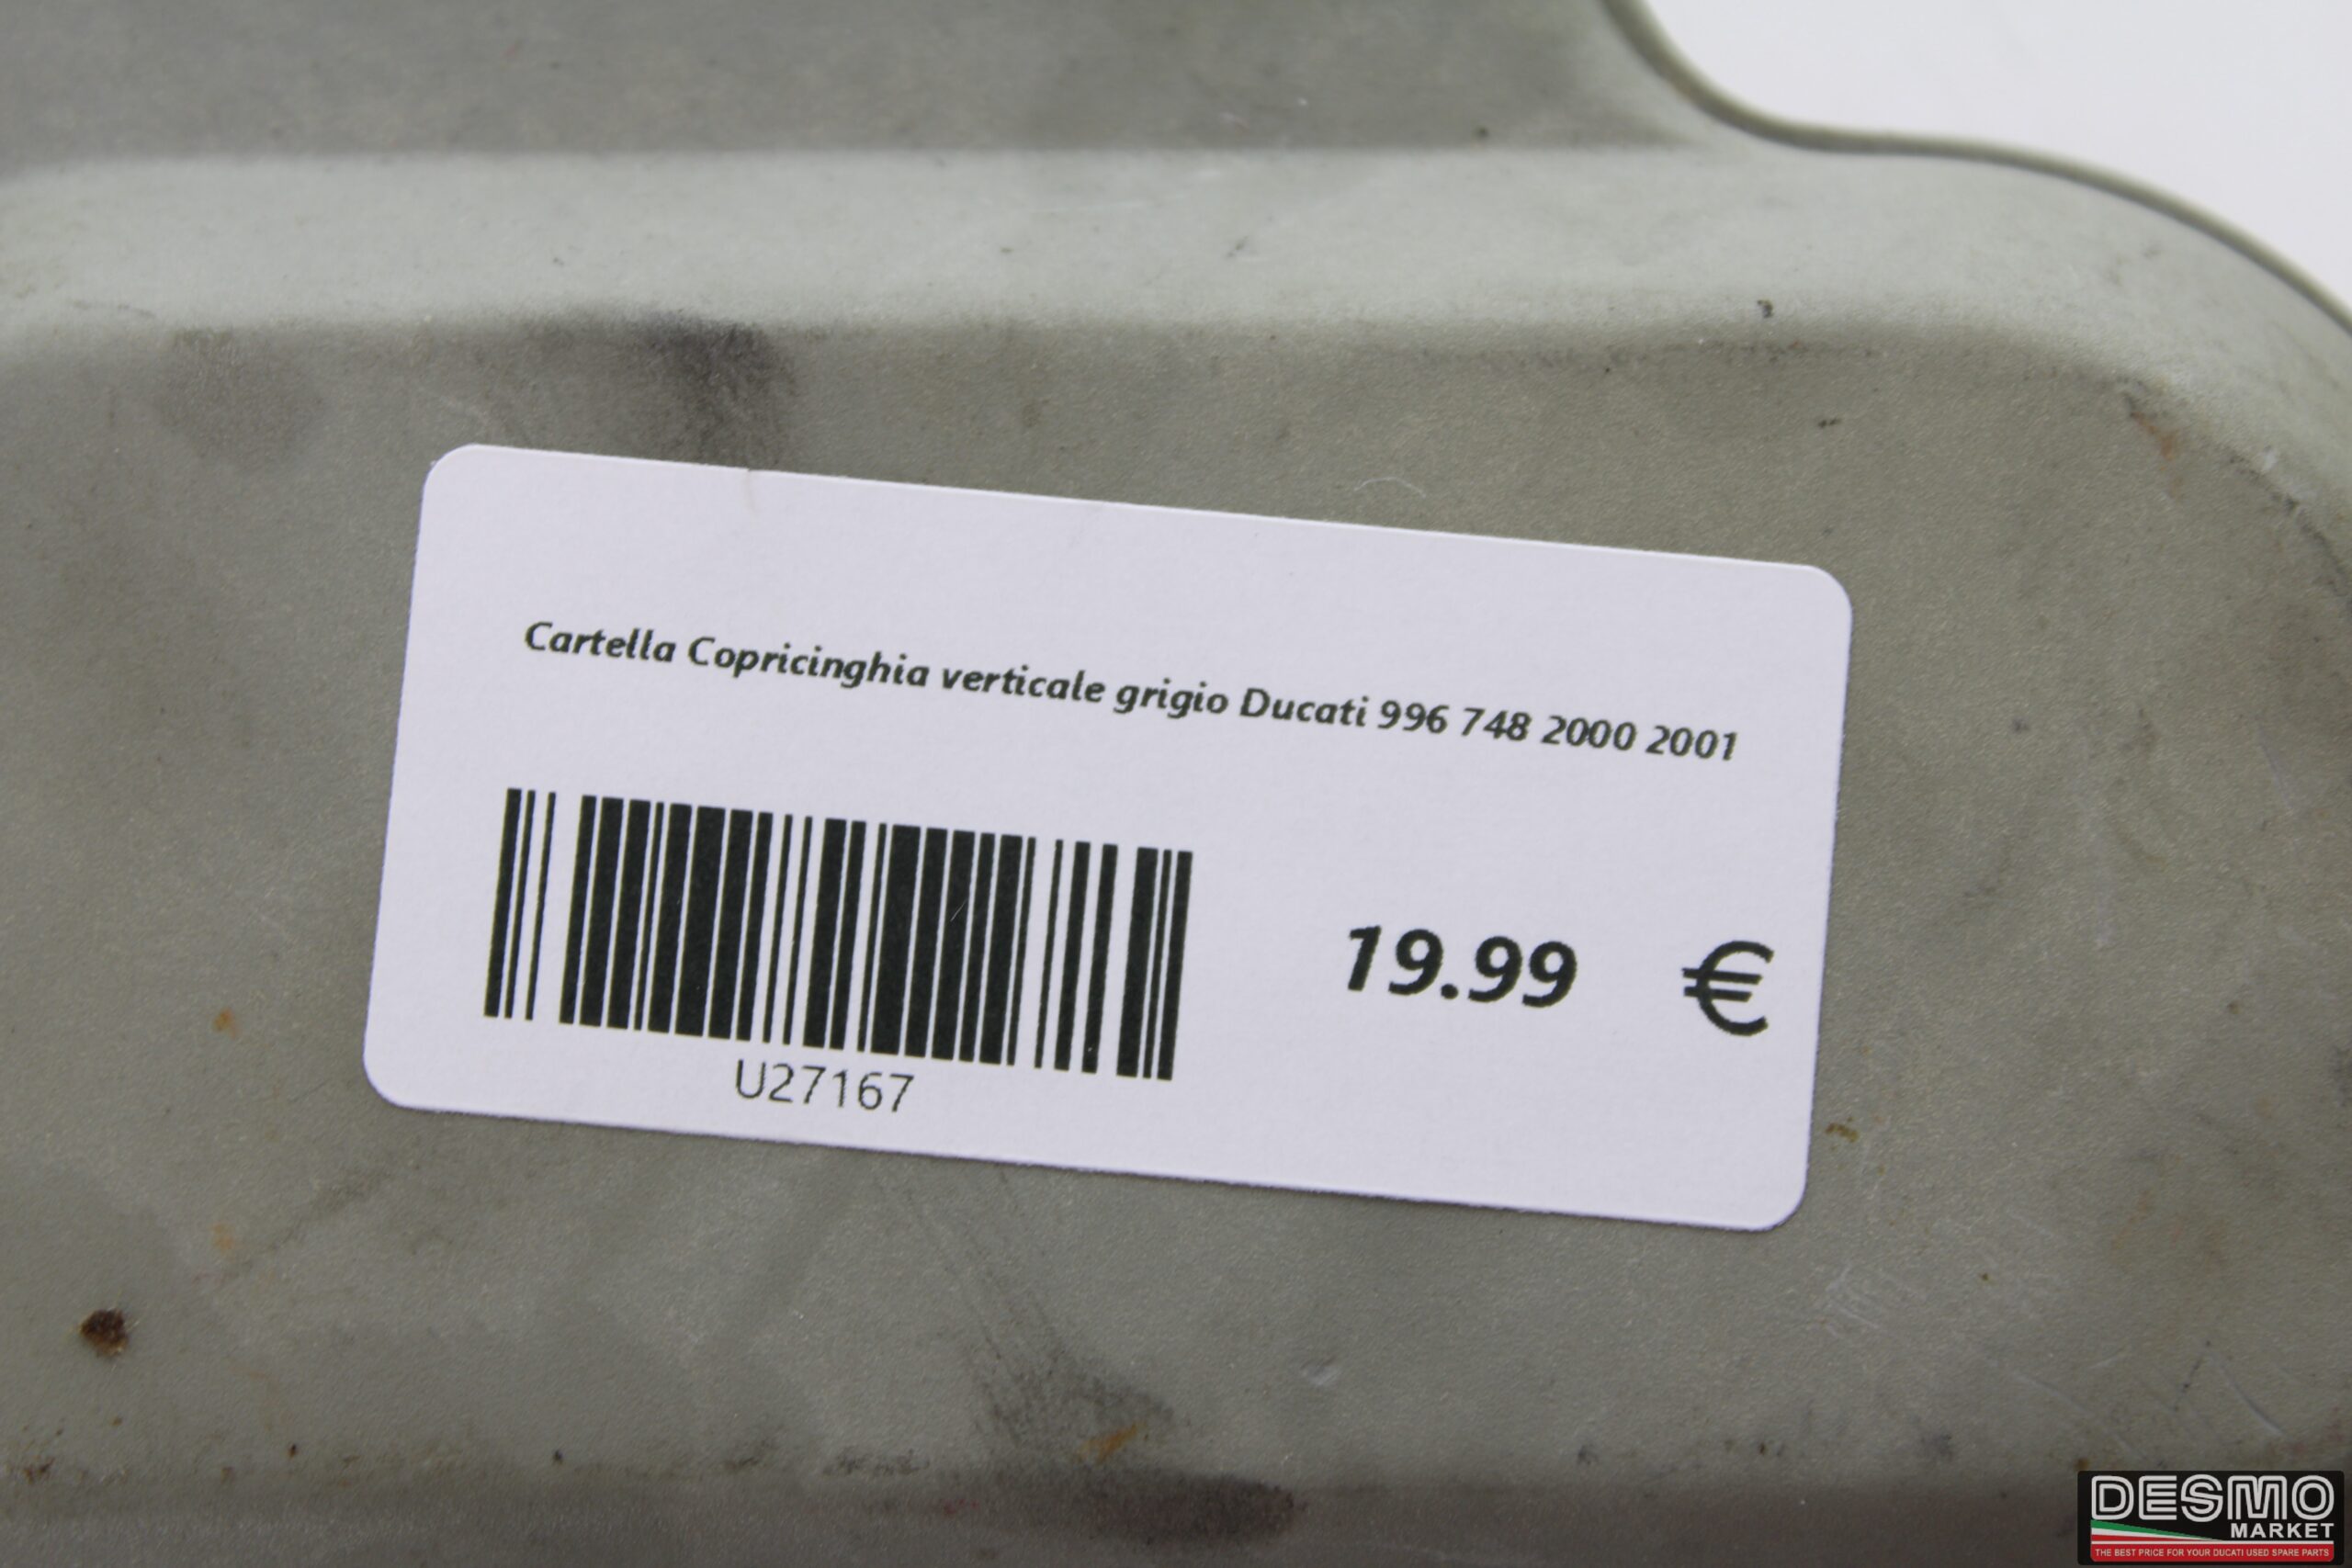 Cartella Copricinghia verticale grigio Ducati 996 748 2000 2001
19.99 €
U27167
DESMO
MARKET
THE BEST PRICE FOR YOUR DUCATI USED SPARE PARTS